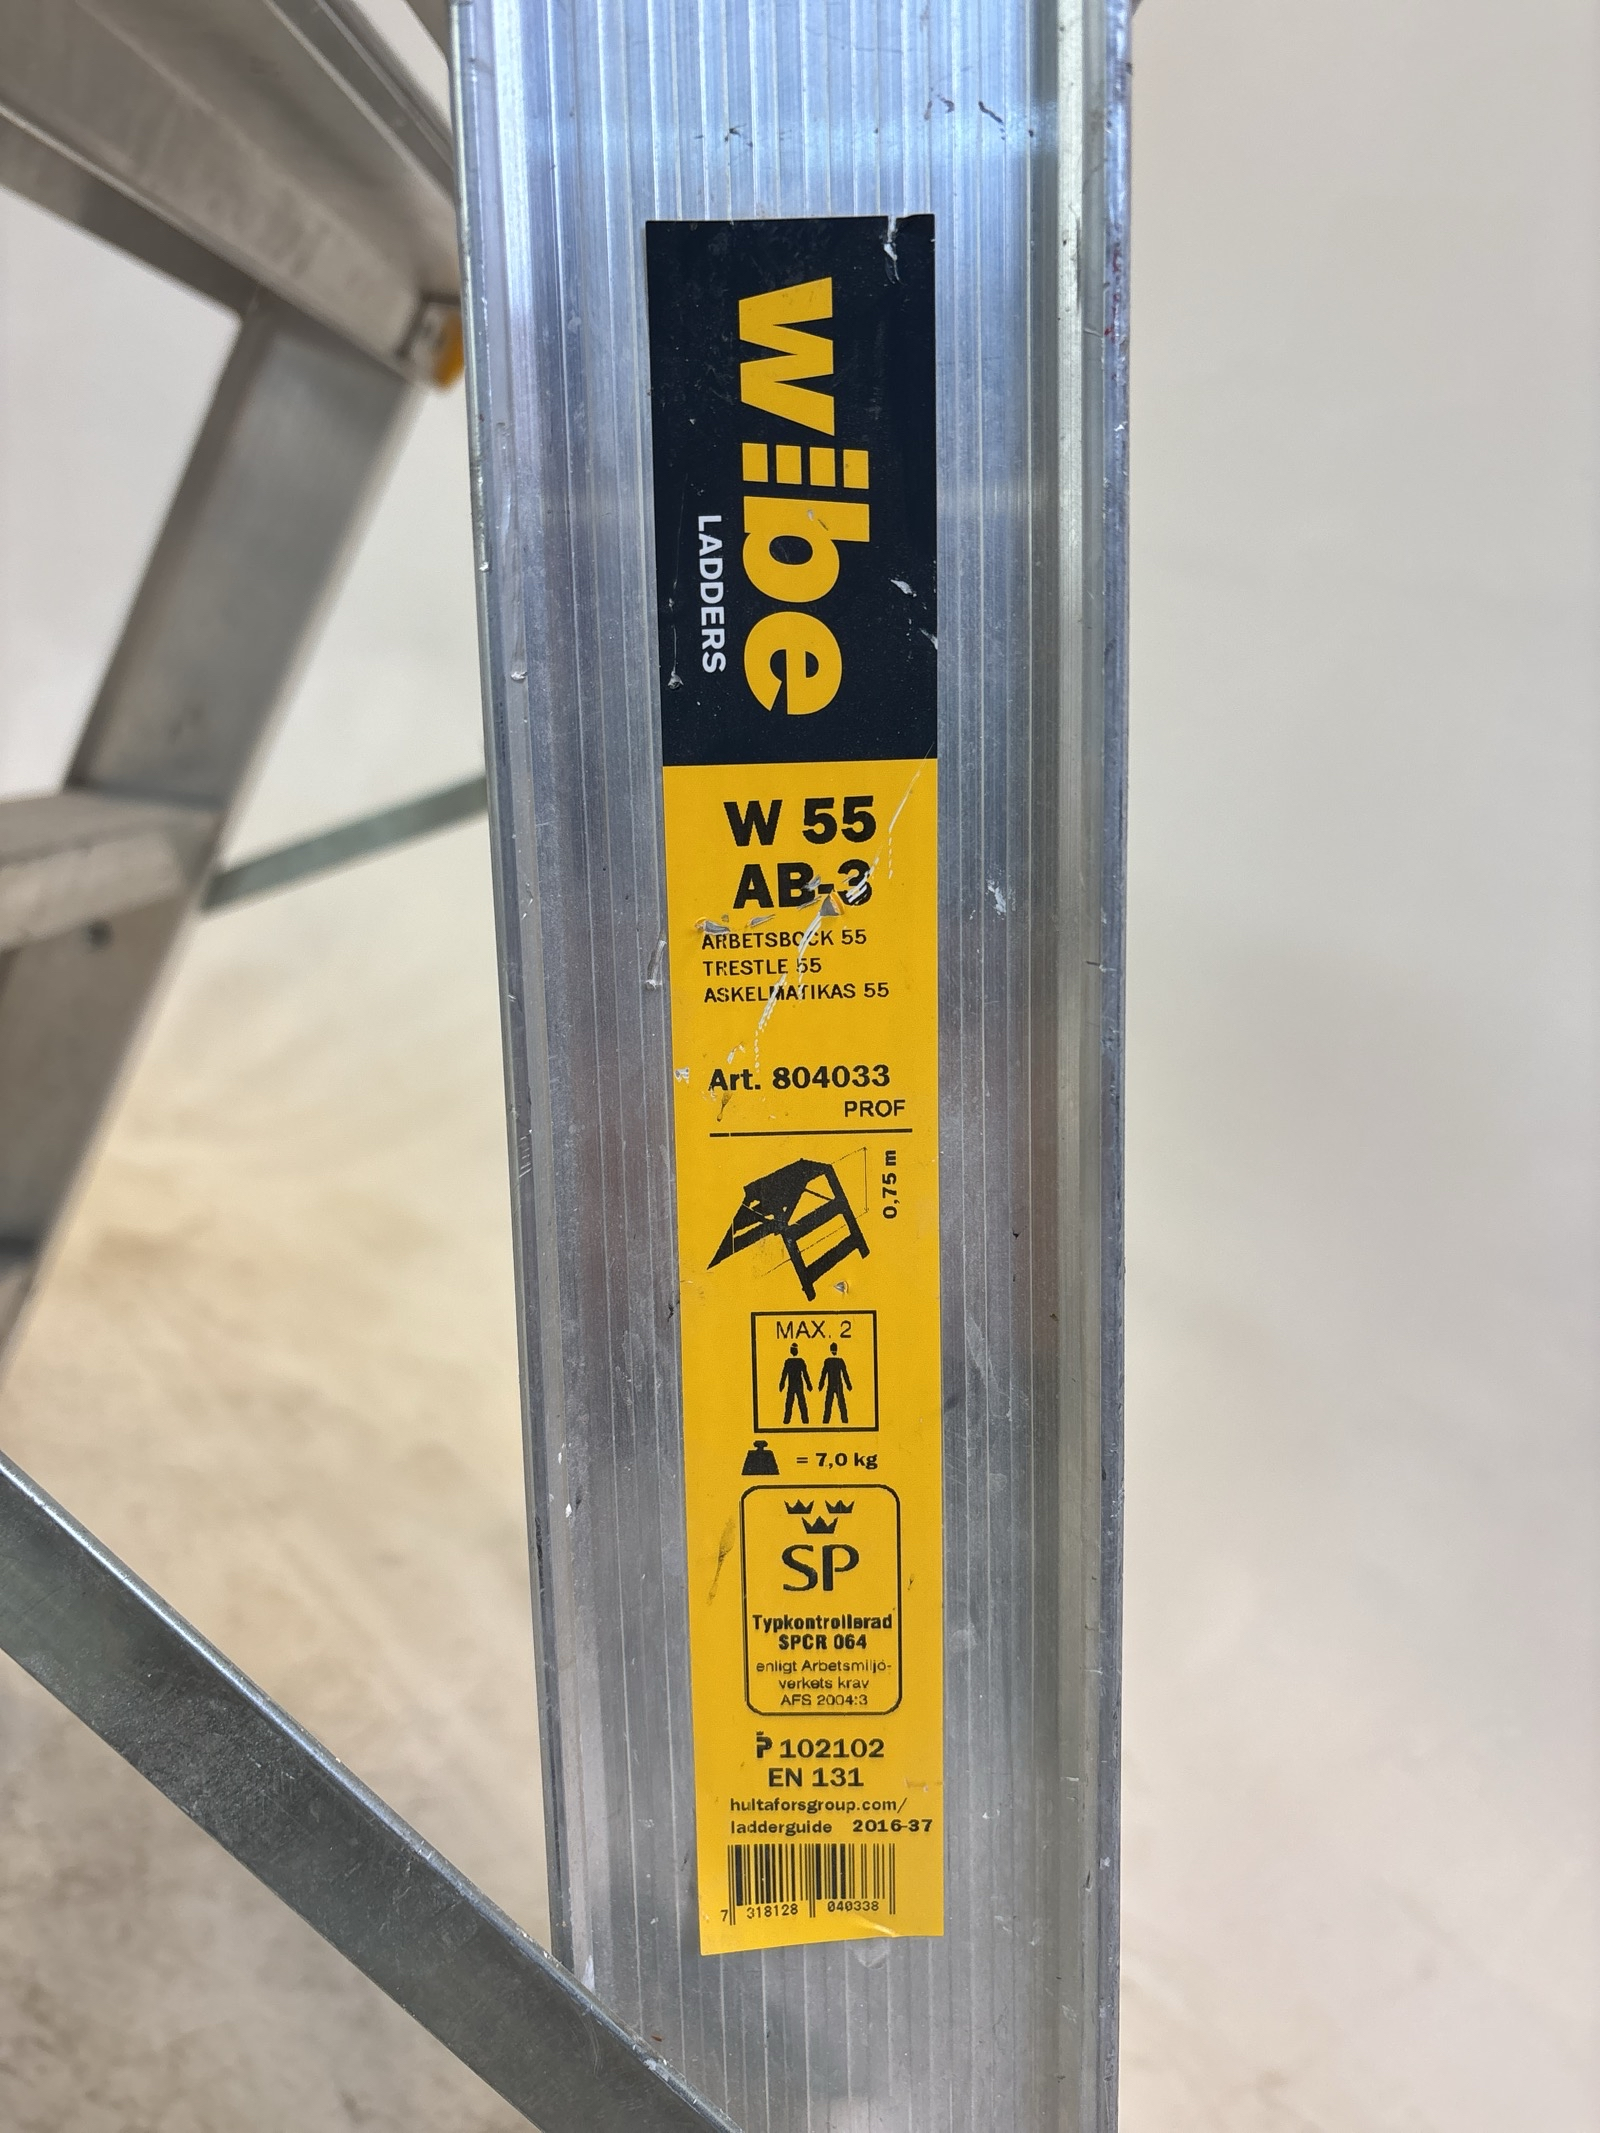 wibe
LADDERS
W 55
AB-3
ARBETSBOCK 55
TRESTLE 55
ASKELMATIKAS 55
Art. 804033
PROF
0,75 m
MAX. 2
= 7,0 kg
SP
Typkontrollerad
SPCR 064
enligt Arbetsmiljö-
verkets krav
AFS 2004:3
P 102102
EN 131
hultaforsgroup.com/
ladderguide 2016-37
7 318128 040338